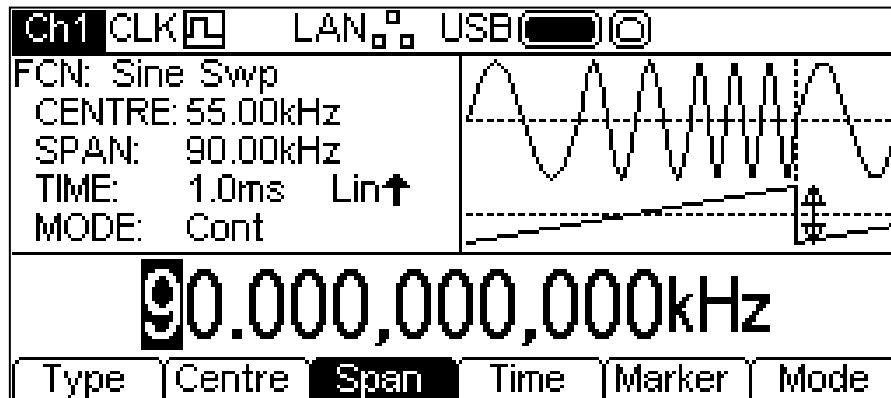 Ch1 CLK LAN USB
FCN: Sine Swp
CENTRE: 55.00kHz
SPAN: 90.00kHz
TIME: 1.0ms Lin↑
MODE: Cont
90.000,000,000kHz
Type Centre Span Time Marker Mode